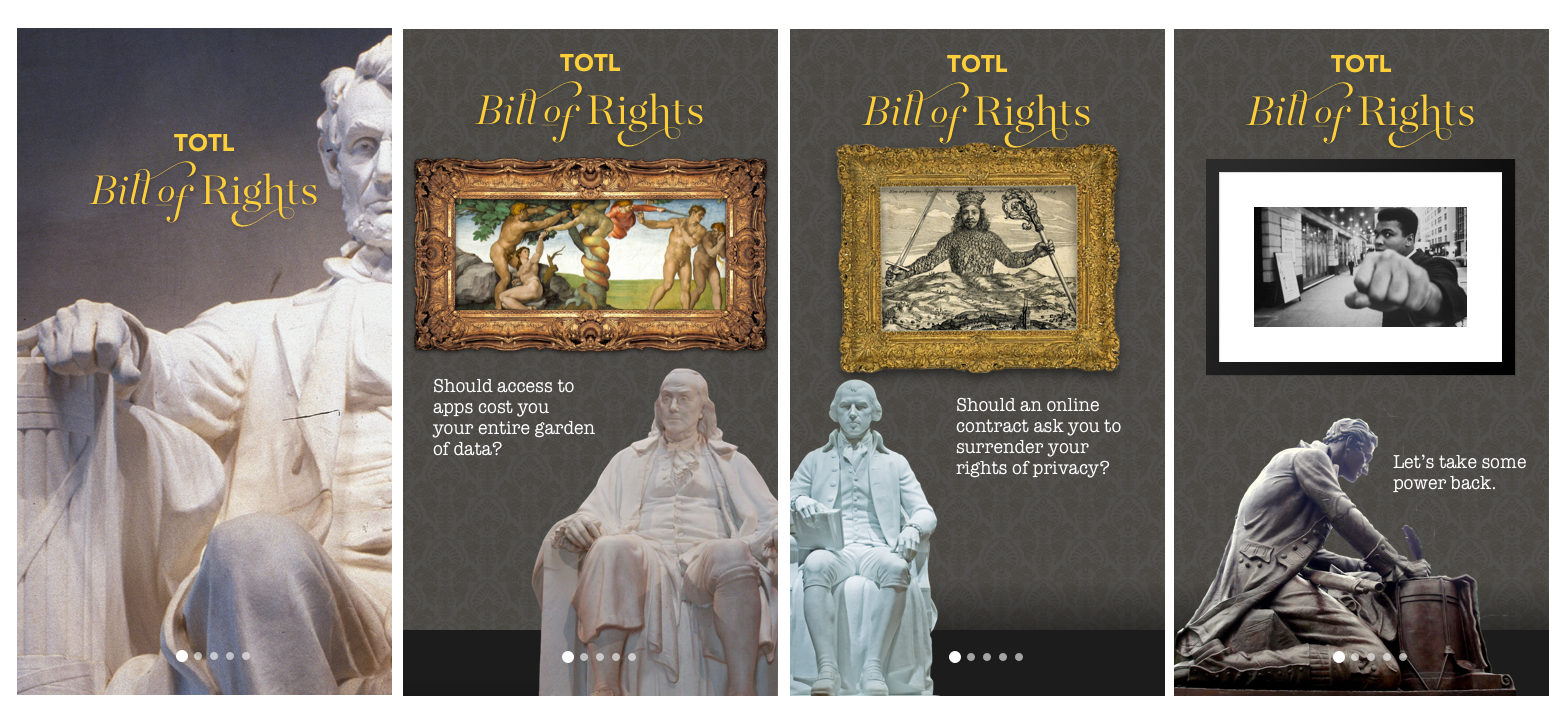 TOTL
Bill of Rights
TOTL
Bill of Rights
Should access to
apps cost you
your entire garden
of data?
TOTL
Bill of Rights
Should an online
contract ask you to
surrender your
rights of privacy?
TOTL
Bill of Rights
Let’s take some
power back.